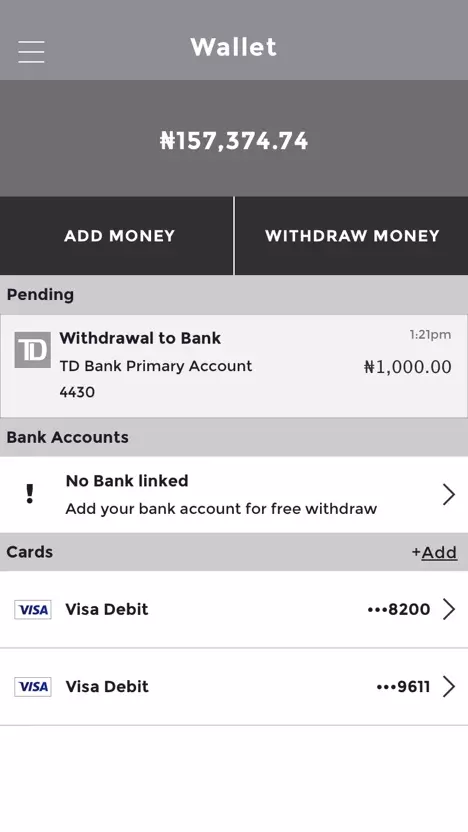 Wallet
₦157,374.74
ADD MONEY WITHDRAW MONEY
Pending
TD Withdrawal to Bank 1:21pm
TD Bank Primary Account ₦1,000.00
4430
Bank Accounts
! No Bank linked
Add your bank account for free withdraw
Cards +Add
VISA Visa Debit •••8200
VISA Visa Debit •••9611